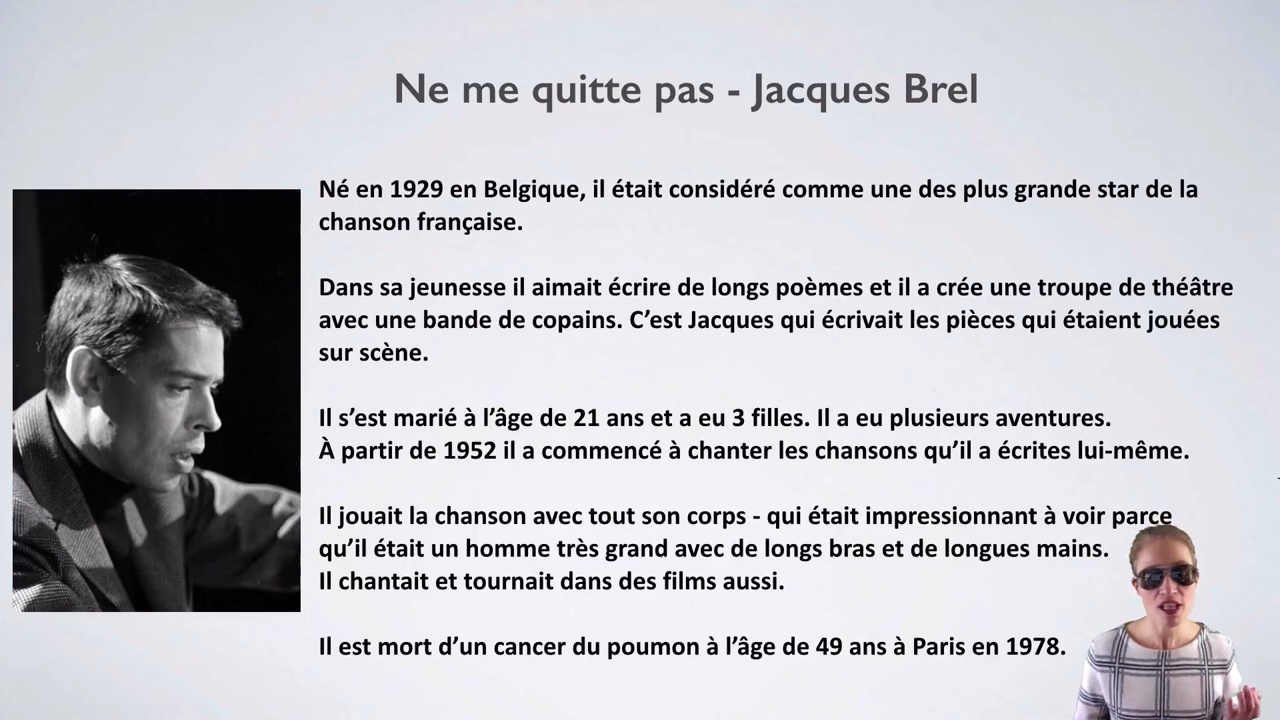 Ne me quitte pas - Jacques Brel
Né en 1929 en Belgique, il était considéré comme une des plus grande star de la
chanson française.
Dans sa jeunesse il aimait écrire de longs poèmes et il a crée une troupe de théâtre
avec une bande de copains. C’est Jacques qui écrivait les pièces qui étaient jouées
sur scène.
Il s’est marié à l’âge de 21 ans et a eu 3 filles. Il a eu plusieurs aventures.
À partir de 1952 il a commencé à chanter les chansons qu’il a écrites lui-même.
Il jouait la chanson avec tout son corps - qui était impressionnant à voir parce
qu’il était un homme très grand avec de longs bras et de longues mains.
Il chantait et tournait dans des films aussi.
Il est mort d’un cancer du poumon à l’âge de 49 ans à Paris en 1978.